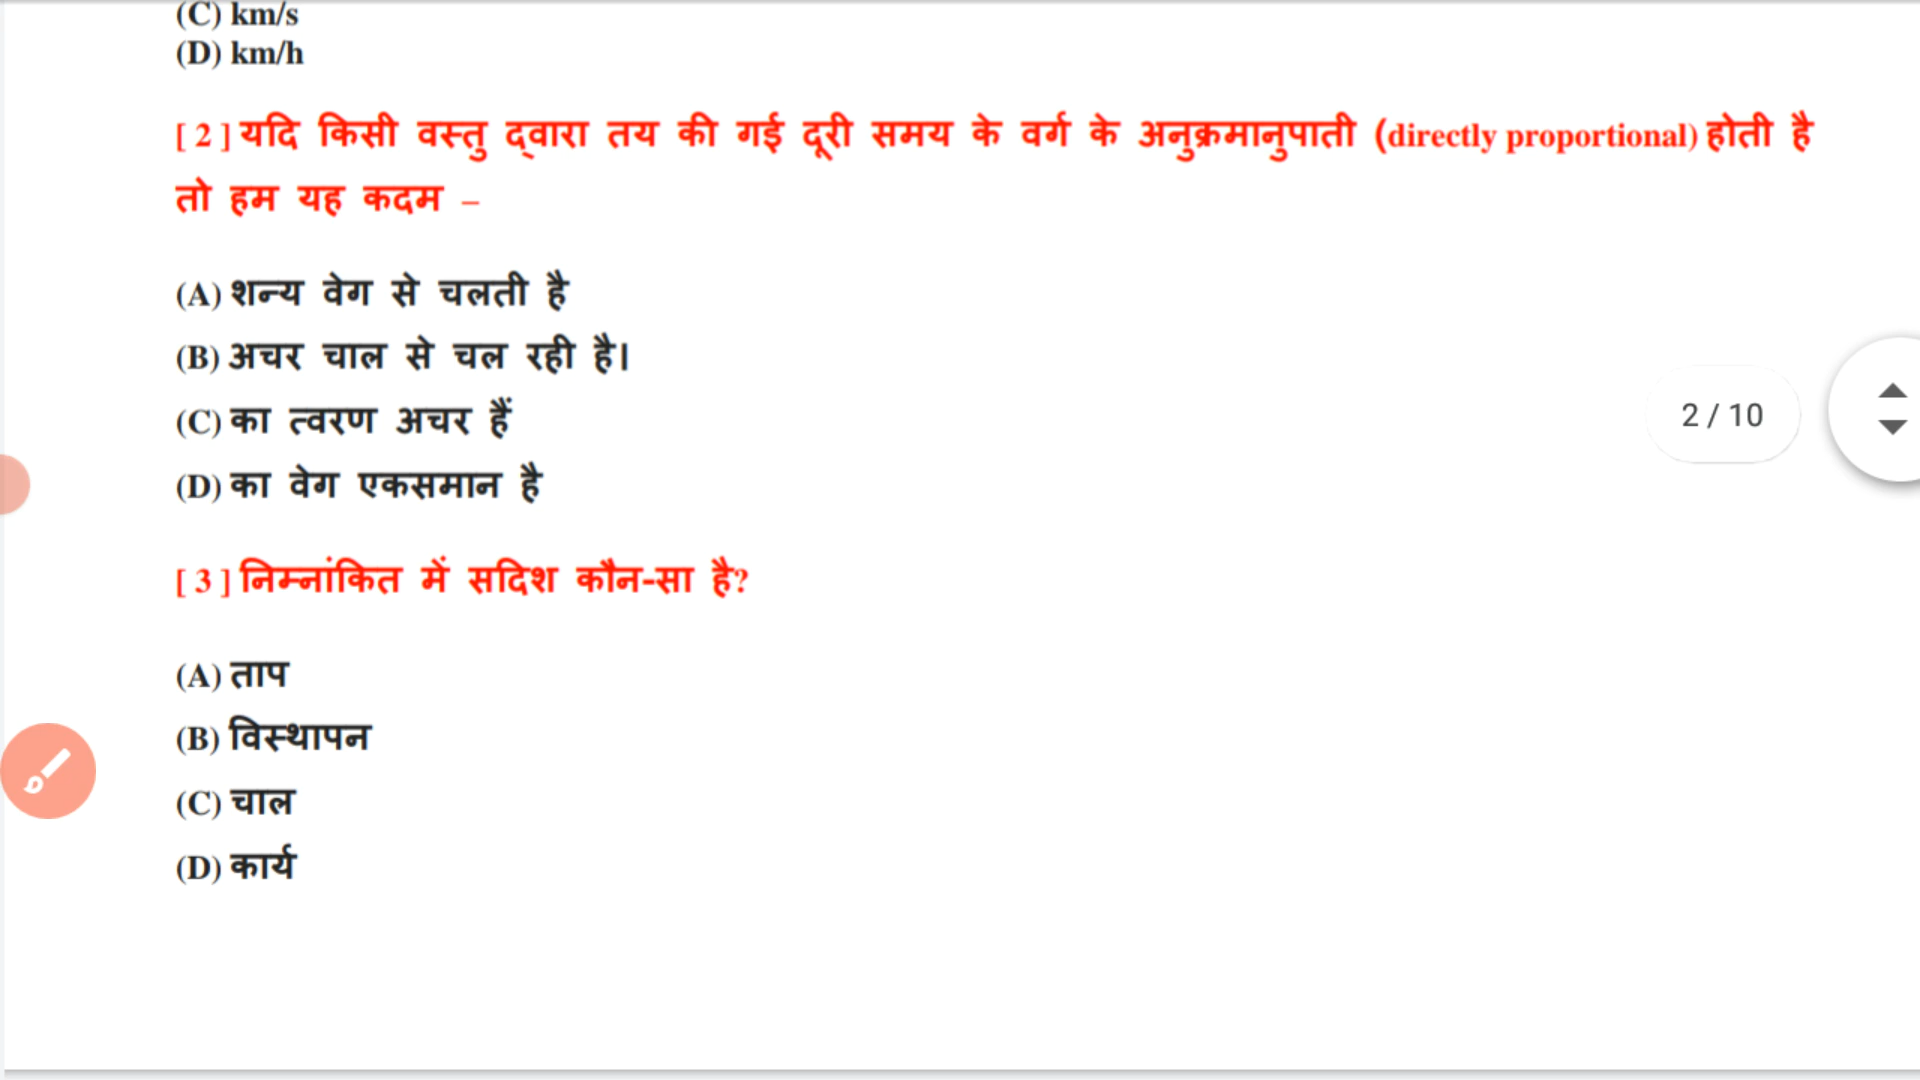 (C) km/s
(D) km/h
[ 2 ] यदि किसी वस्तु द्वारा तय की गई दूरी समय के वर्ग के अनुक्रमानुपाती (directly proportional) होती है
तो हम यह कदम –
(A) शन्य वेग से चलती है
(B) अचर चाल से चल रही है।
(C) का त्वरण अचर हैं
(D) का वेग एकसमान है
2 / 10
[ 3 ] निम्नांकित में सदिश कौन-सा है?
(A) ताप
(B) विस्थापन
(C) चाल
(D) कार्य